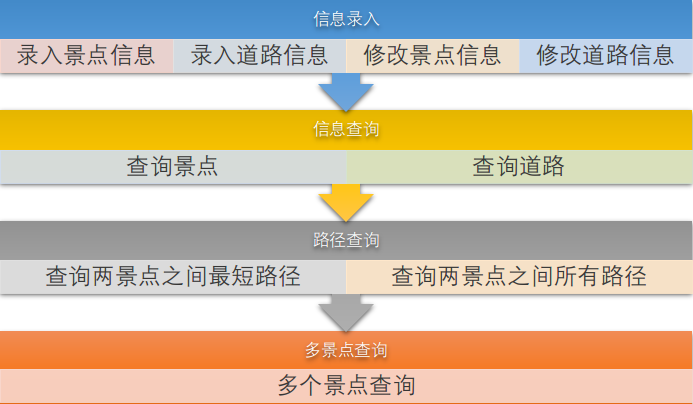 信息录入
录入景点信息 录入道路信息 修改景点信息 修改道路信息
信息查询
查询景点 查询道路
路径查询
查询两景点之间最短路径 查询两景点之间所有路径
多景点查询
多个景点查询